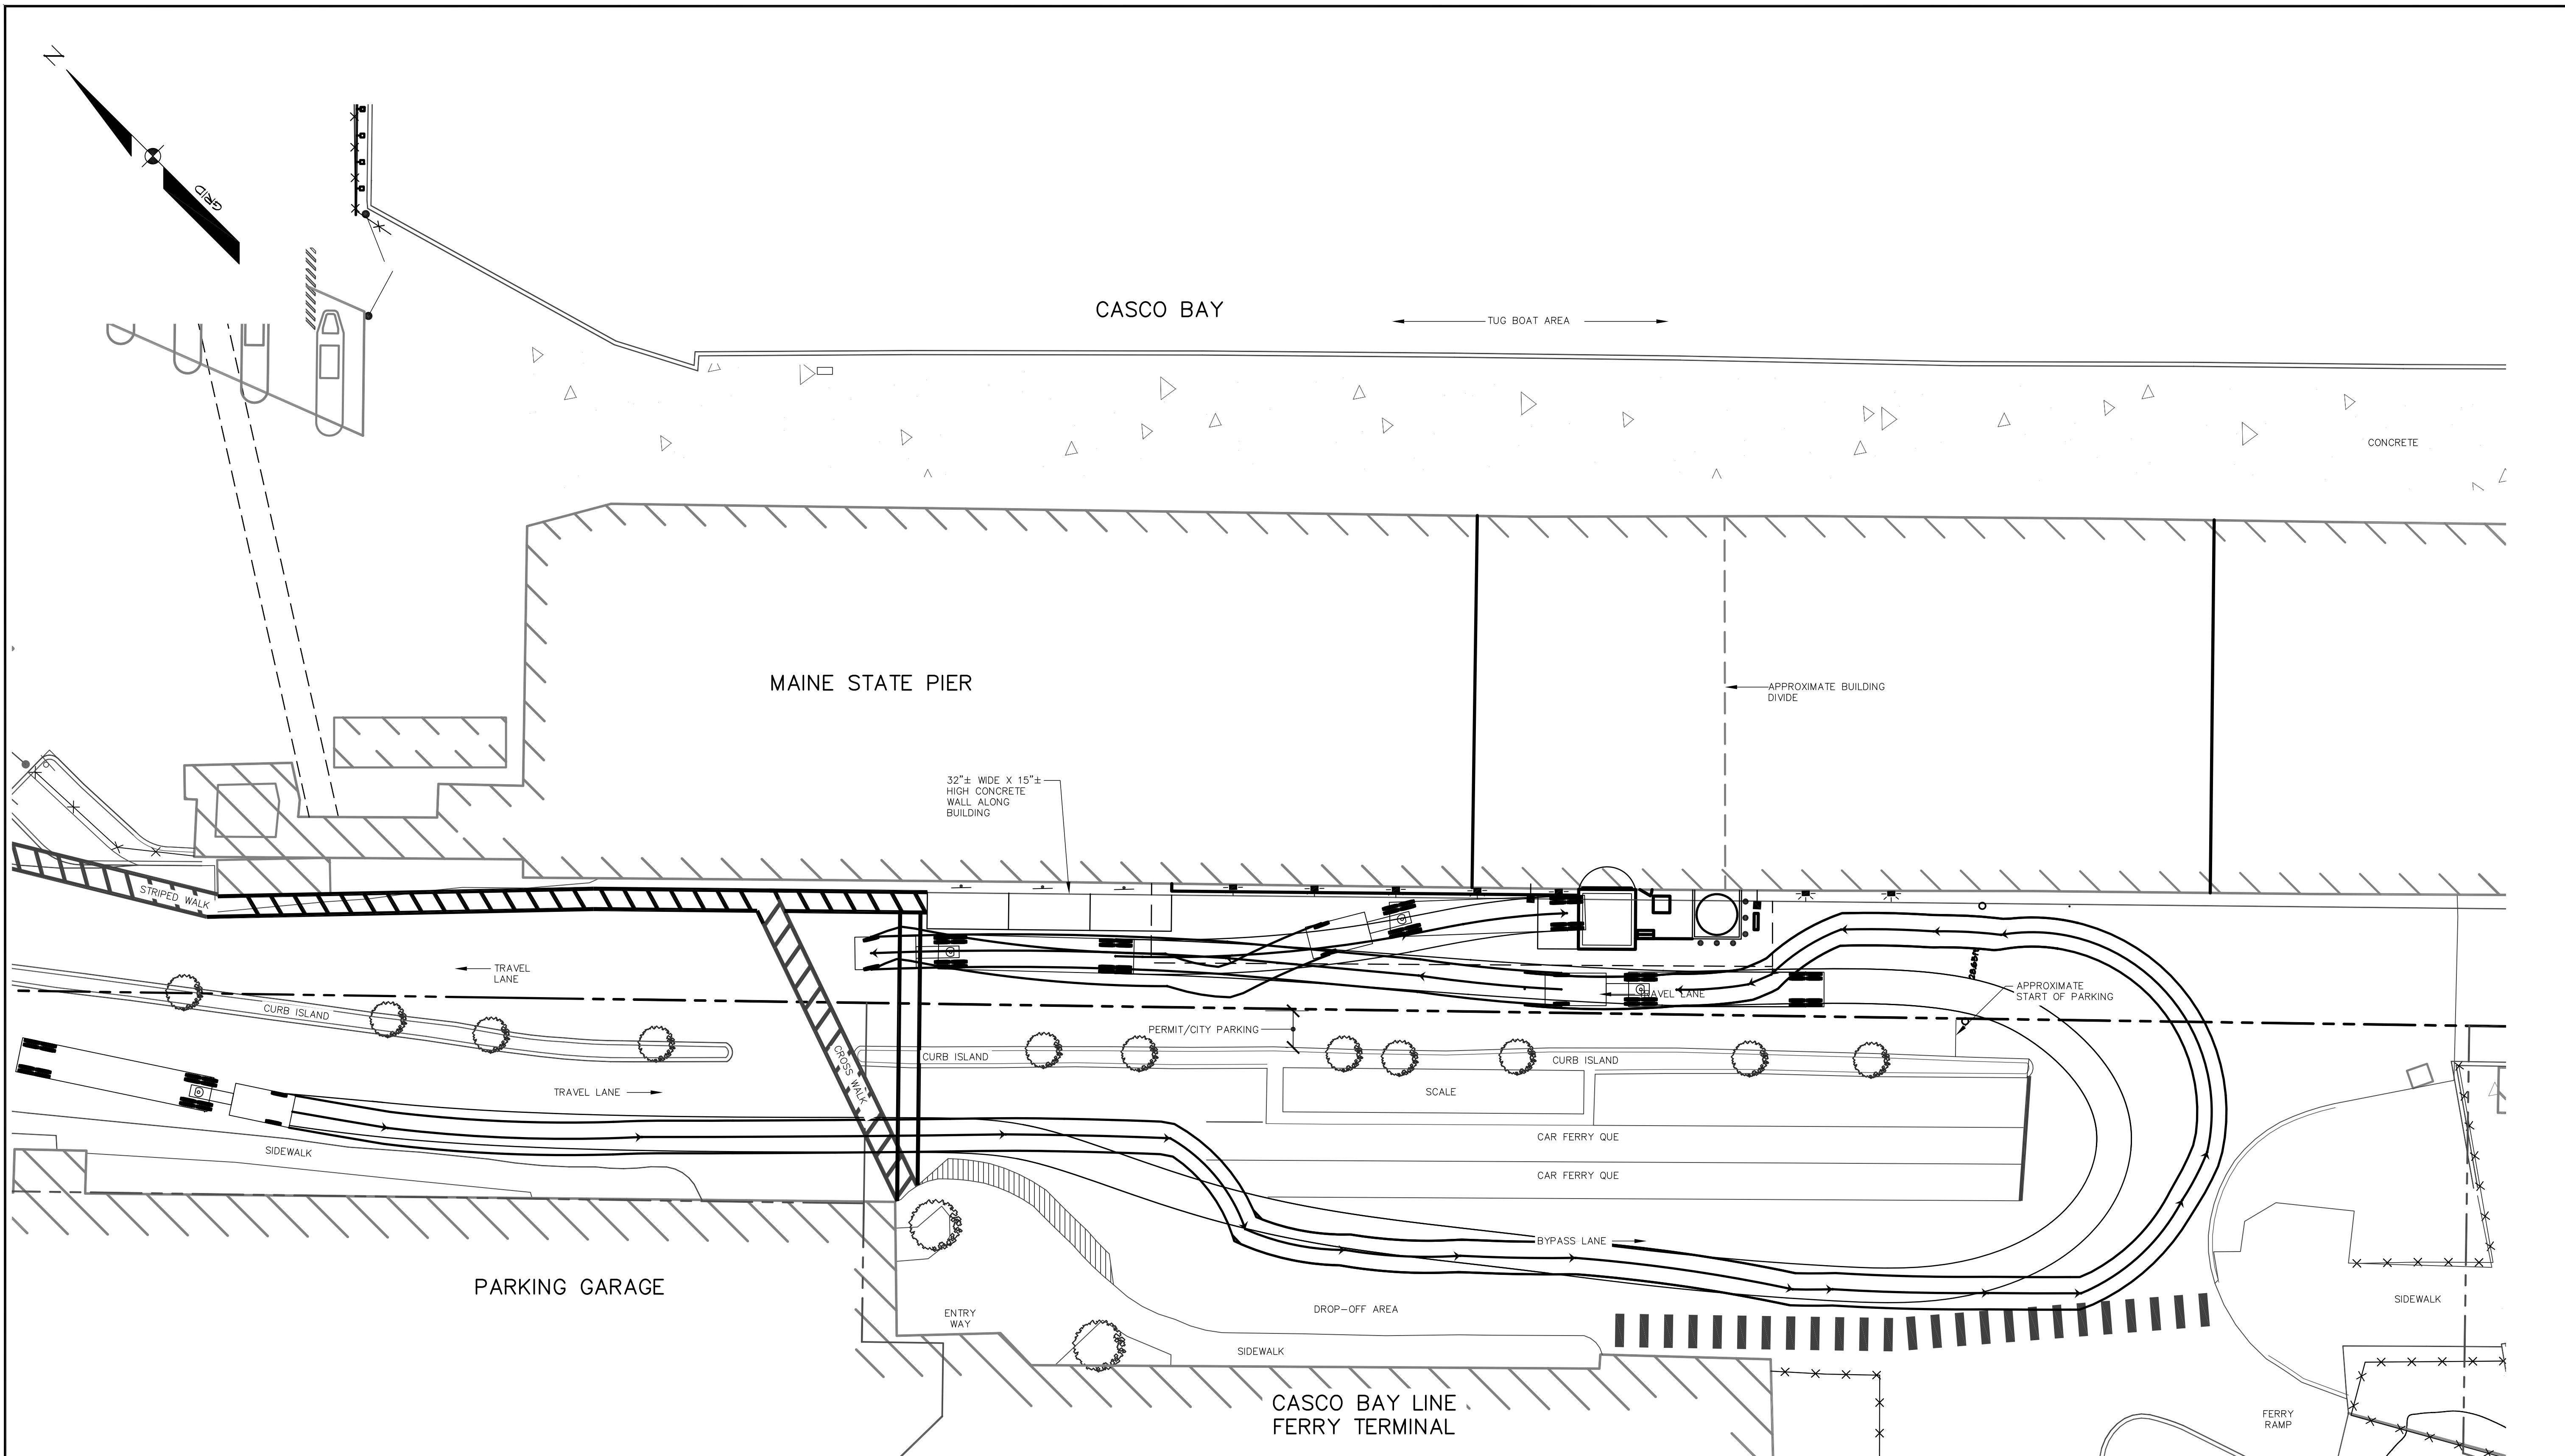 N
GRID
CASCO BAY
TUG BOAT AREA
CONCRETE
MAINE STATE PIER
APPROXIMATE BUILDING
DIVIDE
32"± WIDE X 15"±
HIGH CONCRETE
WALL ALONG
BUILDING
STRIPED WALK
TRAVEL
LANE
TRAVEL LANE
APPROXIMATE
START OF PARKING
CURB ISLAND
PERMIT/CITY PARKING
CROSS WALK
CURB ISLAND
CURB ISLAND
TRAVEL LANE
SCALE
CAR FERRY QUE
SIDEWALK
CAR FERRY QUE
BYPASS LANE
PARKING GARAGE
ENTRY
WAY
DROP-OFF AREA
SIDEWALK
SIDEWALK
CASCO BAY LINE
FERRY TERMINAL
FERRY
RAMP